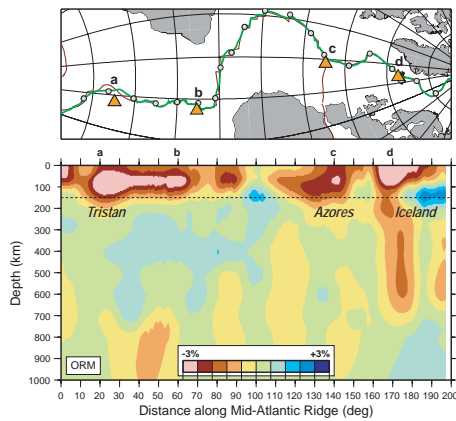 a
b
c
d
a b c d
Tristan Azores Iceland
0
100
200
300
400
500
600
700
800
900
1000
Depth (km)
ORM
-3% +3%
0 10 20 30 40 50 60 70 80 90 100 110 120 130 140 150 160 170 180 190 200
Distance along Mid-Atlantic Ridge (deg)